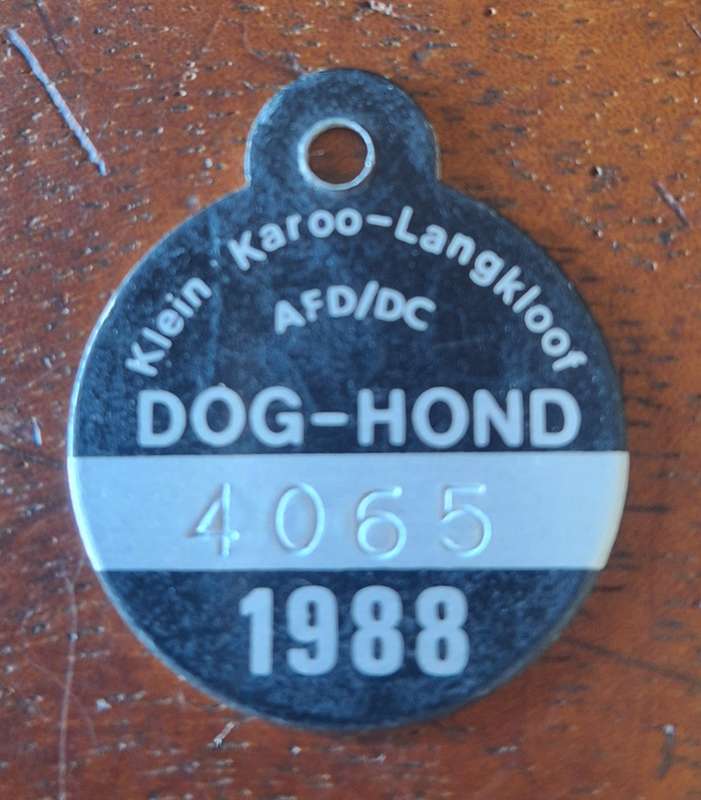 Klein Karoo-Langkloof
AFD/DC
DOG-HOND
4065
1988